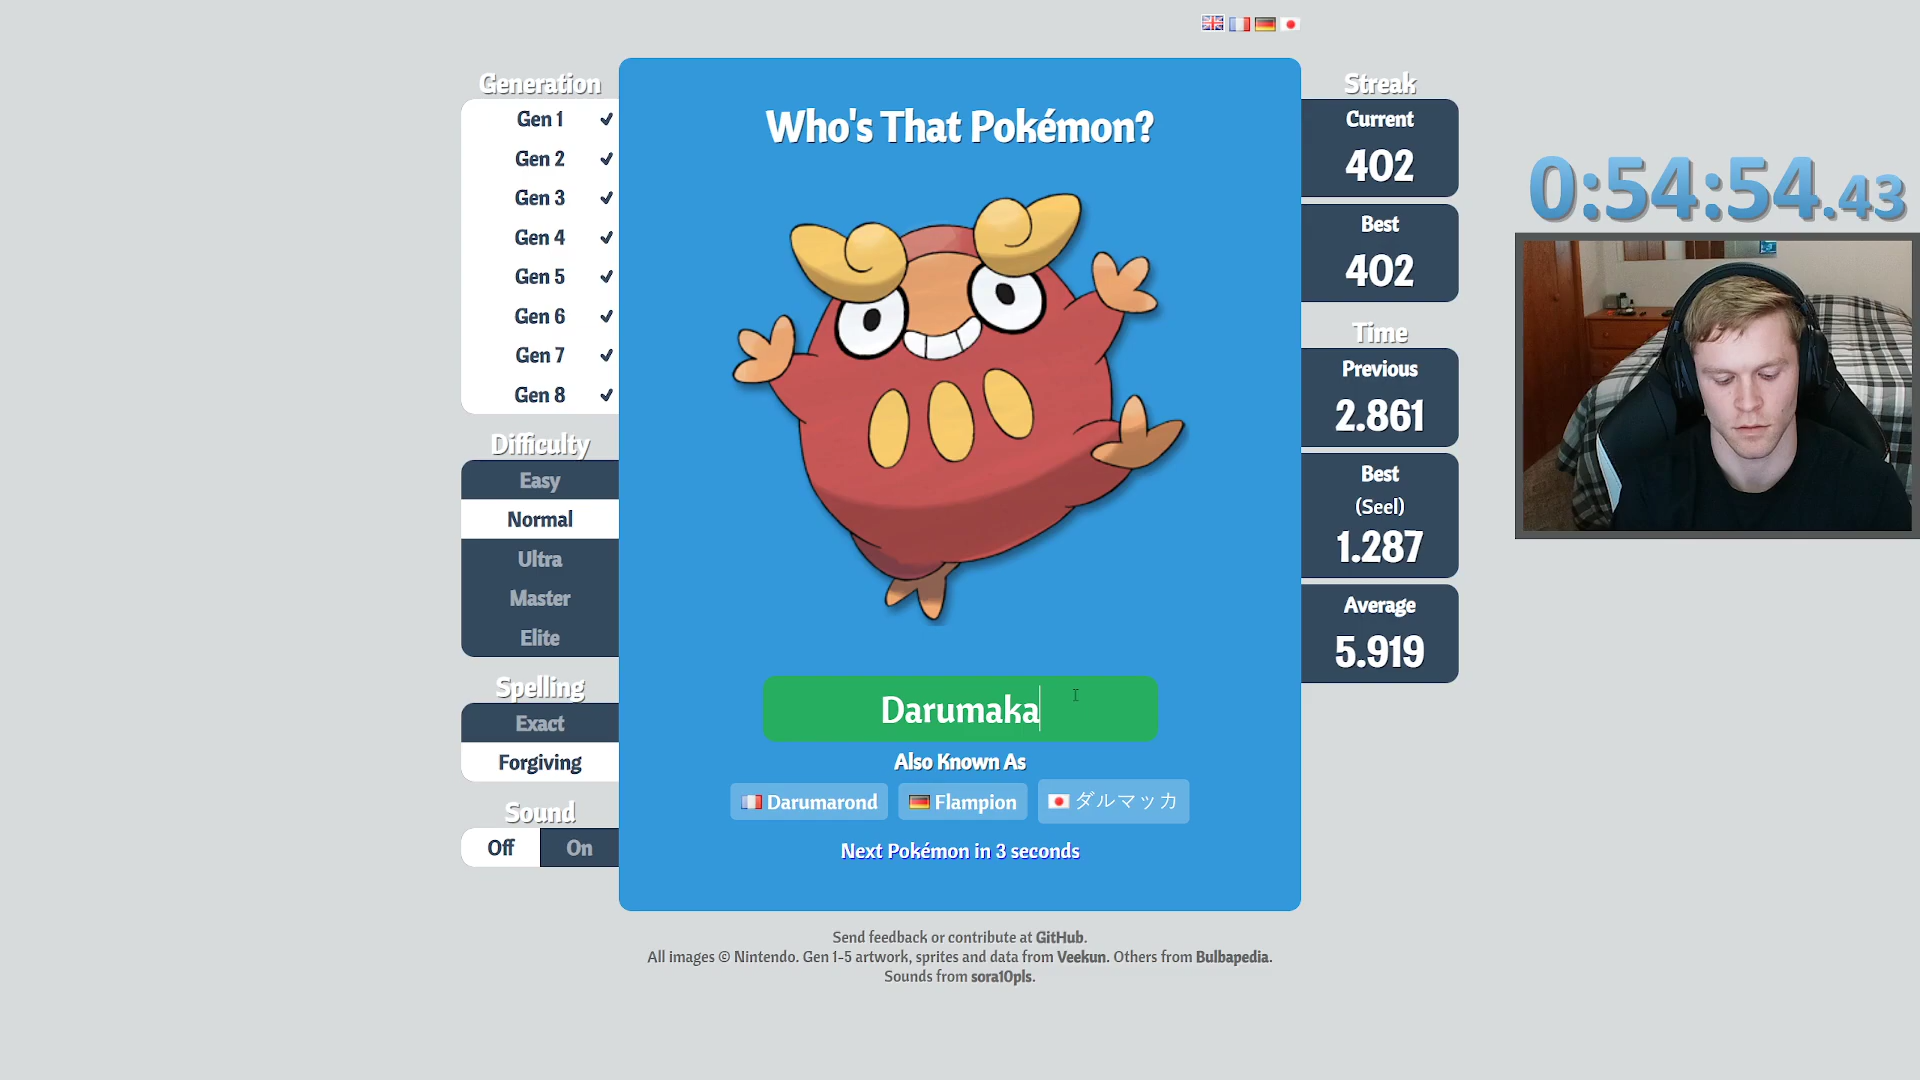 Who's That Pokémon?
Generation
Gen 1 ✔
Gen 2 ✔
Gen 3 ✔
Gen 4 ✔
Gen 5 ✔
Gen 6 ✔
Gen 7 ✔
Gen 8 ✔
Difficulty
Easy
Normal
Ultra
Master
Elite
Spelling
Exact
Forgiving
Sound
Off On
Darumaka
Also Known As
Darumarond Flampion ダルマッカ
Next Pokémon in 3 seconds
Streak
Current
402
Best
402
Time
Previous
2.861
Best
(Seel)
1.287
Average
5.919
0:54:54.43
Send feedback or contribute at GitHub.
All images © Nintendo. Gen 1-5 artwork, sprites and data from Veekun. Others from Bulbapedia.
Sounds from sora10pls.